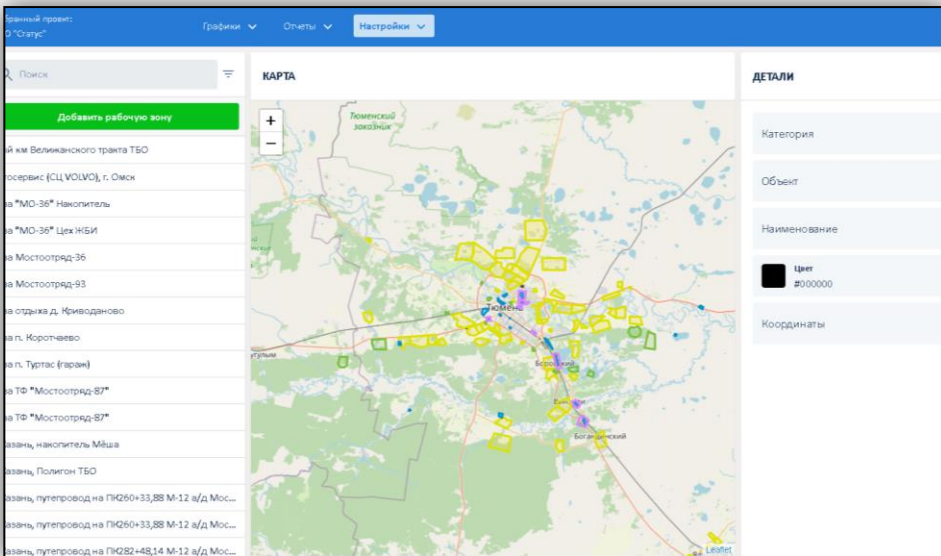 бранный проект:
О "Статус"
Графики
Отчеты
Настройки
Поиск
КАРТА
ДЕТАЛИ
Добавить рабочую зону
й км Велижанского тракта ТБО
тосервис (СЦ VOLVO), г. Омск
за "МО-36" Накопитель
за "МО-36" Цех ЖБИ
за Мостоотряд-36
за Мостоотряд-93
за отдыха д. Криводаново
за п. Коротчаево
за п. Туртас (гараж)
за ТФ "Мостоотряд-87"
за ТФ "Мостоотряд-87"
азань, накопитель Мёша
азань, Полигон ТБО
азань, путепровод на ПК260+33,88 М-12 а/д Мос...
азань, путепровод на ПК260+33,88 М-12 а/д Мос...
азань, путепровод на ПК282+48,14 М-12 а/д Мос...
+
−
Тюменский
заказник
Тюмень
Боровский
Богандинский
Leaflet
Категория
Объект
Наименование
Цвет
#000000
Координаты